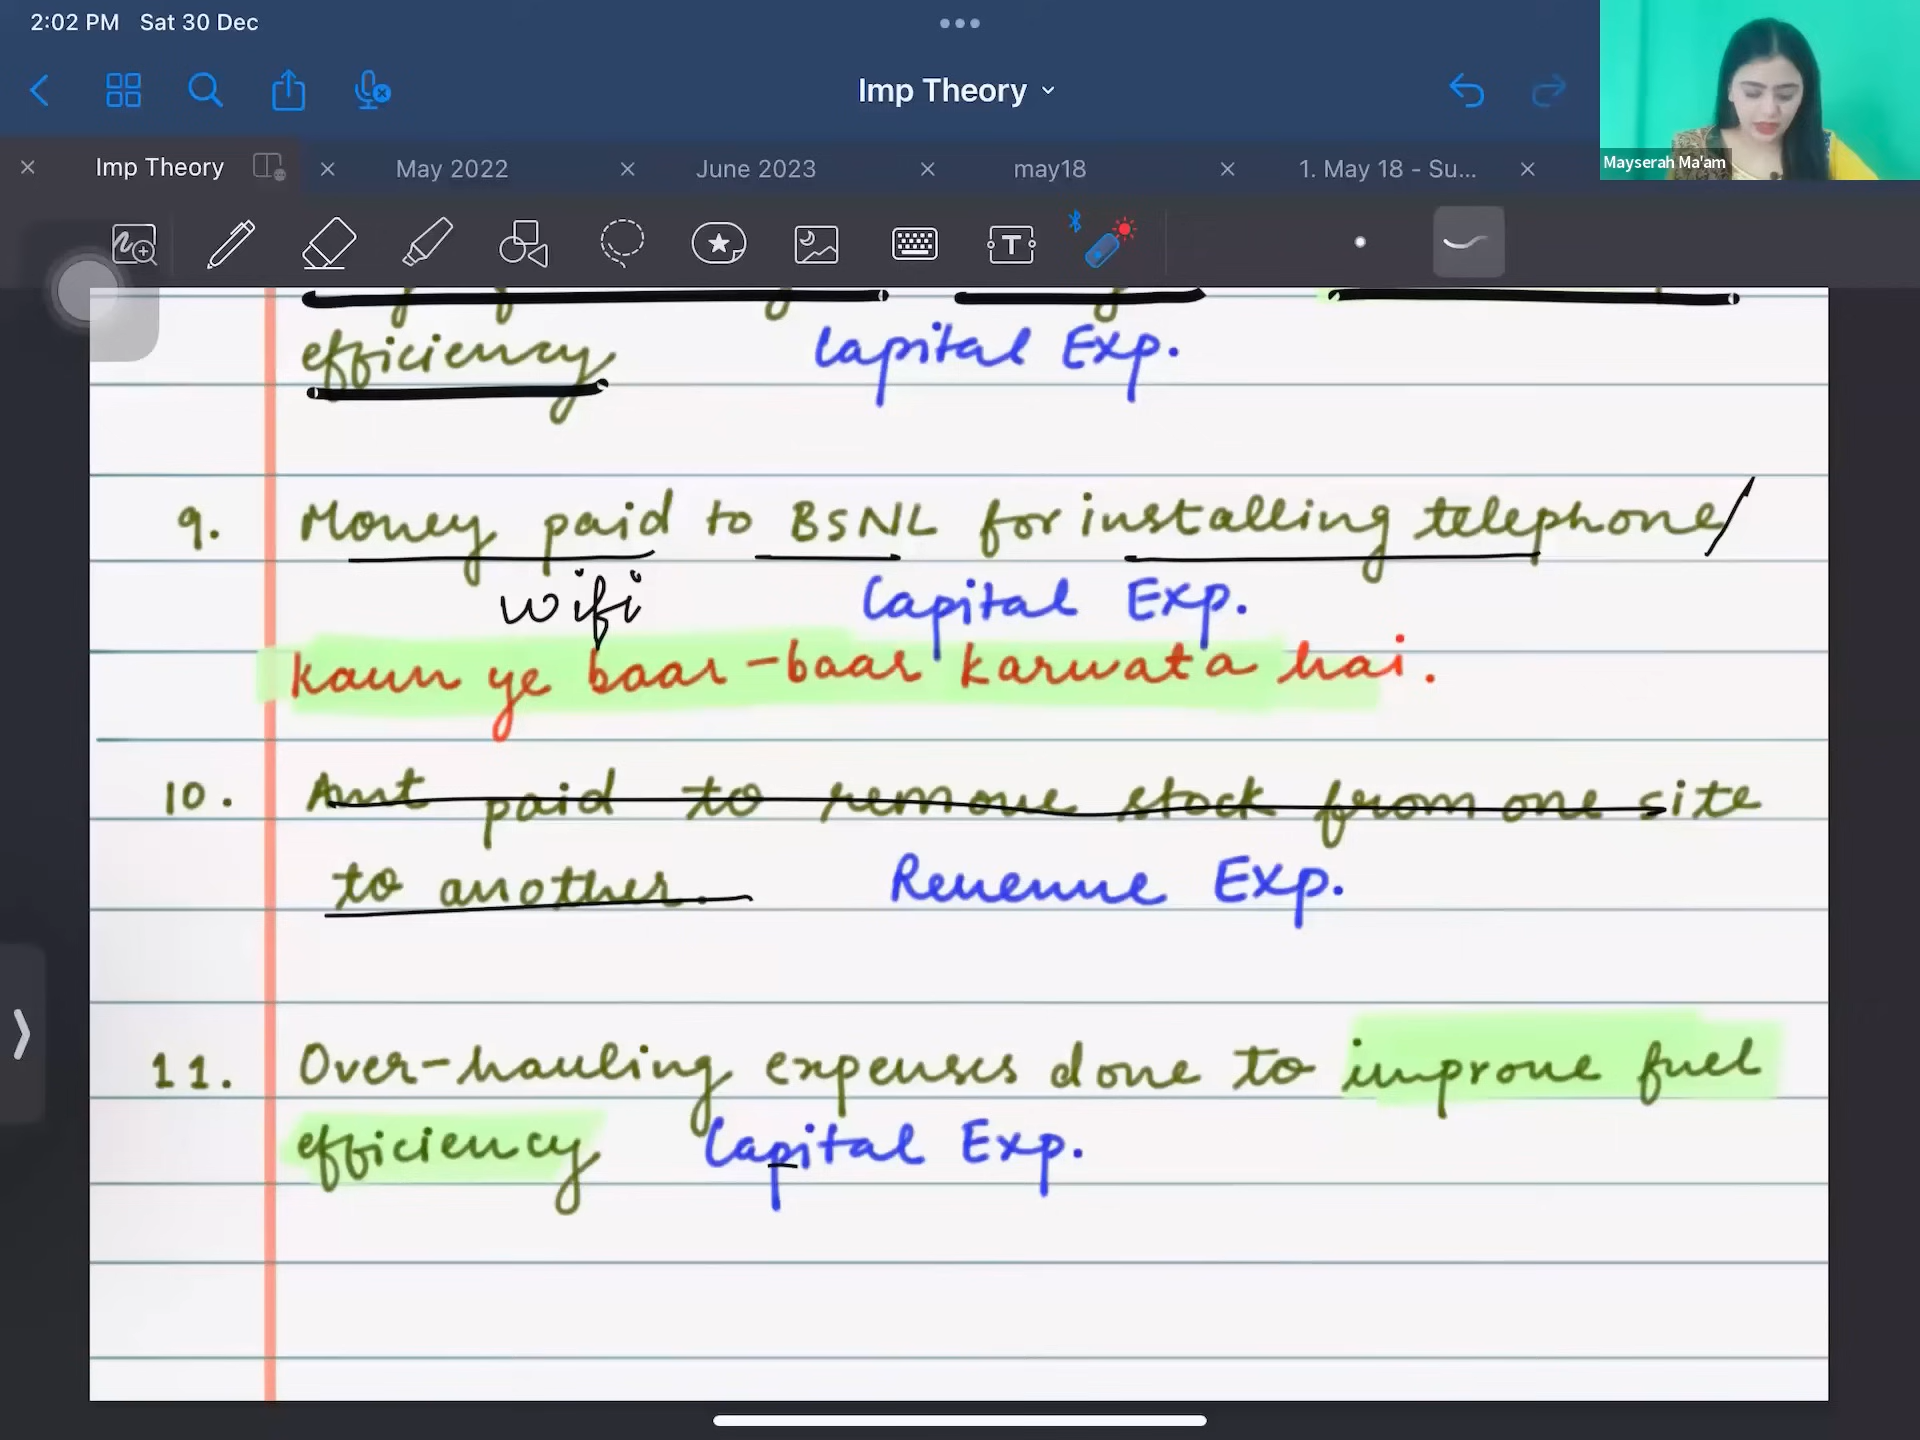 2:02 PM Sat 30 Dec
Imp Theory
Mayserah Ma'am
Imp Theory
May 2022
June 2023
may18
1. May 18 - Su...
efficiency Capital Exp.
9. Money paid to BSNL for installing telephone/
wifi Capital Exp.
kaun ye baar-baar karwata hai.
10. Amt paid to remove stock from one site
to another. Revenue Exp.
11. Over-hauling expenses done to improve fuel
efficiency Capital Exp.